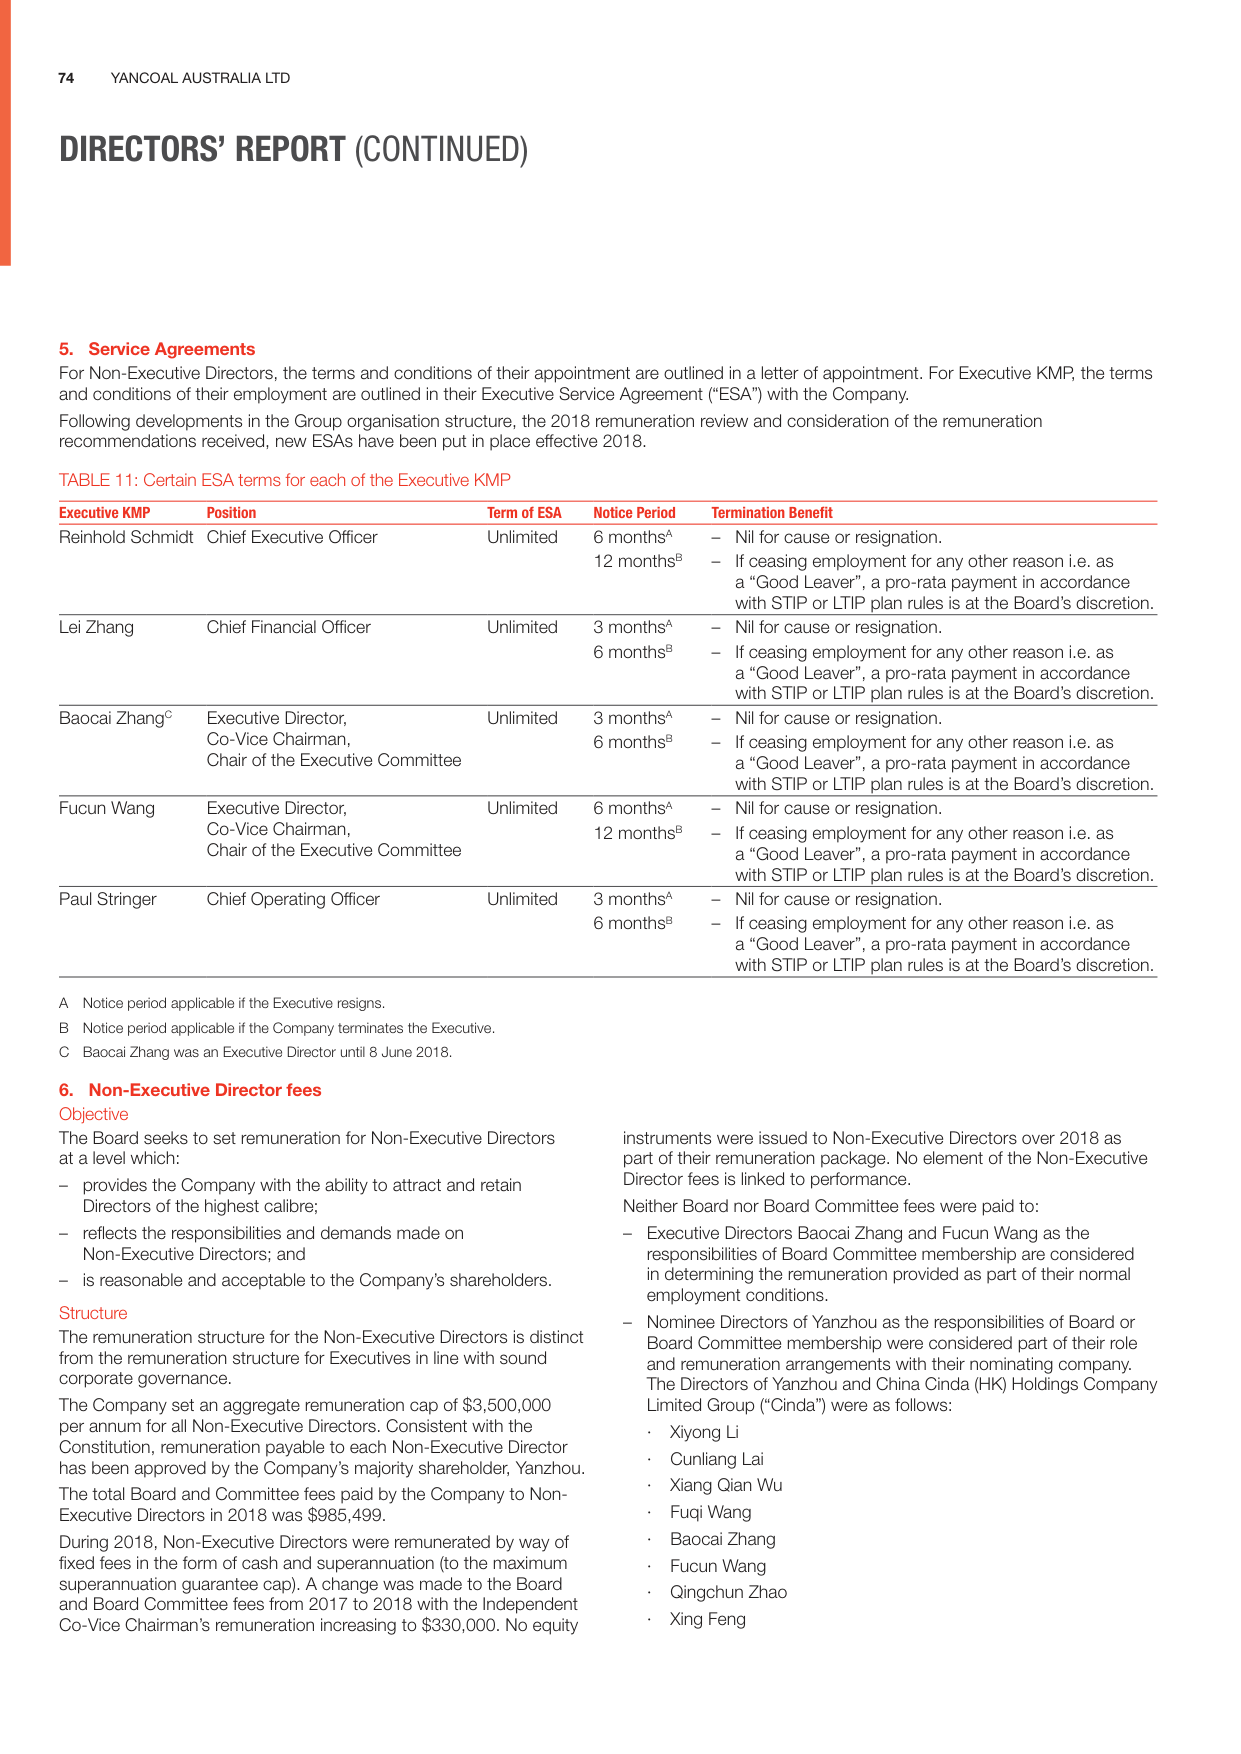 74 YANCOAL AUSTRALIA LTD
DIRECTORS’ REPORT (CONTINUED)
5. Service Agreements
For Non-Executive Directors, the terms and conditions of their appointment are outlined in a letter of appointment. For Executive KMP, the terms
and conditions of their employment are outlined in their Executive Service Agreement (“ESA”) with the Company.
Following developments in the Group organisation structure, the 2018 remuneration review and consideration of the remuneration
recommendations received, new ESAs have been put in place effective 2018.
TABLE 11: Certain ESA terms for each of the Executive KMP
Executive KMP Position Term of ESA Notice Period Termination Benefit
Reinhold Schmidt Chief Executive Officer Unlimited 6 monthsA – Nil for cause or resignation.
12 monthsB – If ceasing employment for any other reason i.e. as
a “Good Leaver”, a pro-rata payment in accordance
with STIP or LTIP plan rules is at the Board’s discretion.
Lei Zhang Chief Financial Officer Unlimited 3 monthsA – Nil for cause or resignation.
6 monthsB – If ceasing employment for any other reason i.e. as
a “Good Leaver”, a pro-rata payment in accordance
with STIP or LTIP plan rules is at the Board’s discretion.
Baocai ZhangC Executive Director, Unlimited 3 monthsA – Nil for cause or resignation.
Co-Vice Chairman, 6 monthsB – If ceasing employment for any other reason i.e. as
Chair of the Executive Committee a “Good Leaver”, a pro-rata payment in accordance
with STIP or LTIP plan rules is at the Board’s discretion.
Fucun Wang Executive Director, Unlimited 6 monthsA – Nil for cause or resignation.
Co-Vice Chairman, 12 monthsB – If ceasing employment for any other reason i.e. as
Chair of the Executive Committee a “Good Leaver”, a pro-rata payment in accordance
with STIP or LTIP plan rules is at the Board’s discretion.
Paul Stringer Chief Operating Officer Unlimited 3 monthsA – Nil for cause or resignation.
6 monthsB – If ceasing employment for any other reason i.e. as
a “Good Leaver”, a pro-rata payment in accordance
with STIP or LTIP plan rules is at the Board’s discretion.
A Notice period applicable if the Executive resigns.
B Notice period applicable if the Company terminates the Executive.
C Baocai Zhang was an Executive Director until 8 June 2018.
6. Non-Executive Director fees
Objective
The Board seeks to set remuneration for Non-Executive Directors
at a level which:
– provides the Company with the ability to attract and retain
Directors of the highest calibre;
– reflects the responsibilities and demands made on
Non-Executive Directors; and
– is reasonable and acceptable to the Company’s shareholders.
Structure
The remuneration structure for the Non-Executive Directors is distinct
from the remuneration structure for Executives in line with sound
corporate governance.
The Company set an aggregate remuneration cap of $3,500,000
per annum for all Non-Executive Directors. Consistent with the
Constitution, remuneration payable to each Non-Executive Director
has been approved by the Company’s majority shareholder, Yanzhou.
The total Board and Committee fees paid by the Company to Non-
Executive Directors in 2018 was $985,499.
During 2018, Non-Executive Directors were remunerated by way of
fixed fees in the form of cash and superannuation (to the maximum
superannuation guarantee cap). A change was made to the Board
and Board Committee fees from 2017 to 2018 with the Independent
Co-Vice Chairman’s remuneration increasing to $330,000. No equity
instruments were issued to Non-Executive Directors over 2018 as
part of their remuneration package. No element of the Non-Executive
Director fees is linked to performance.
Neither Board nor Board Committee fees were paid to:
– Executive Directors Baocai Zhang and Fucun Wang as the
responsibilities of Board Committee membership are considered
in determining the remuneration provided as part of their normal
employment conditions.
– Nominee Directors of Yanzhou as the responsibilities of Board or
Board Committee membership were considered part of their role
and remuneration arrangements with their nominating company.
The Directors of Yanzhou and China Cinda (HK) Holdings Company
Limited Group (“Cinda”) were as follows:
· Xiyong Li
· Cunliang Lai
· Xiang Qian Wu
· Fuqi Wang
· Baocai Zhang
· Fucun Wang
· Qingchun Zhao
· Xing Feng